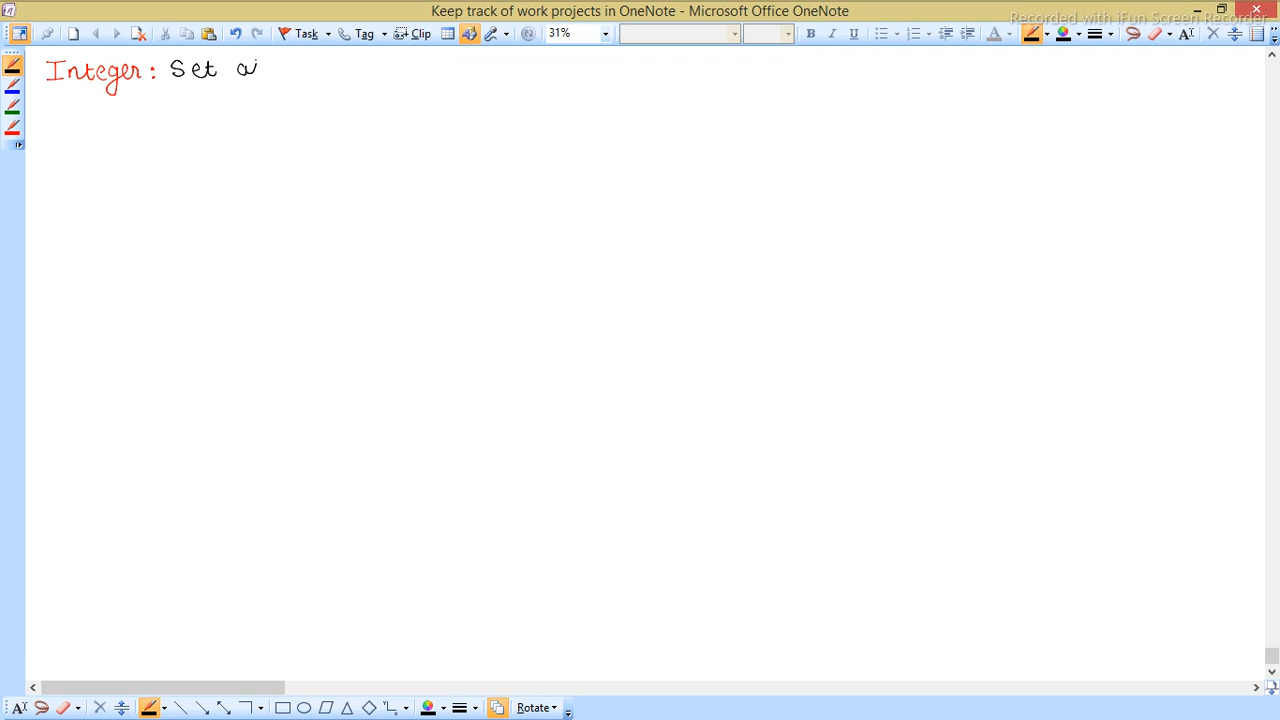 Keep track of work projects in OneNote - Microsoft Office OneNote
Recorded with iFun Screen Recorder
Task Tag Clip 31% B I U A A
Integer: Set
A Rotate